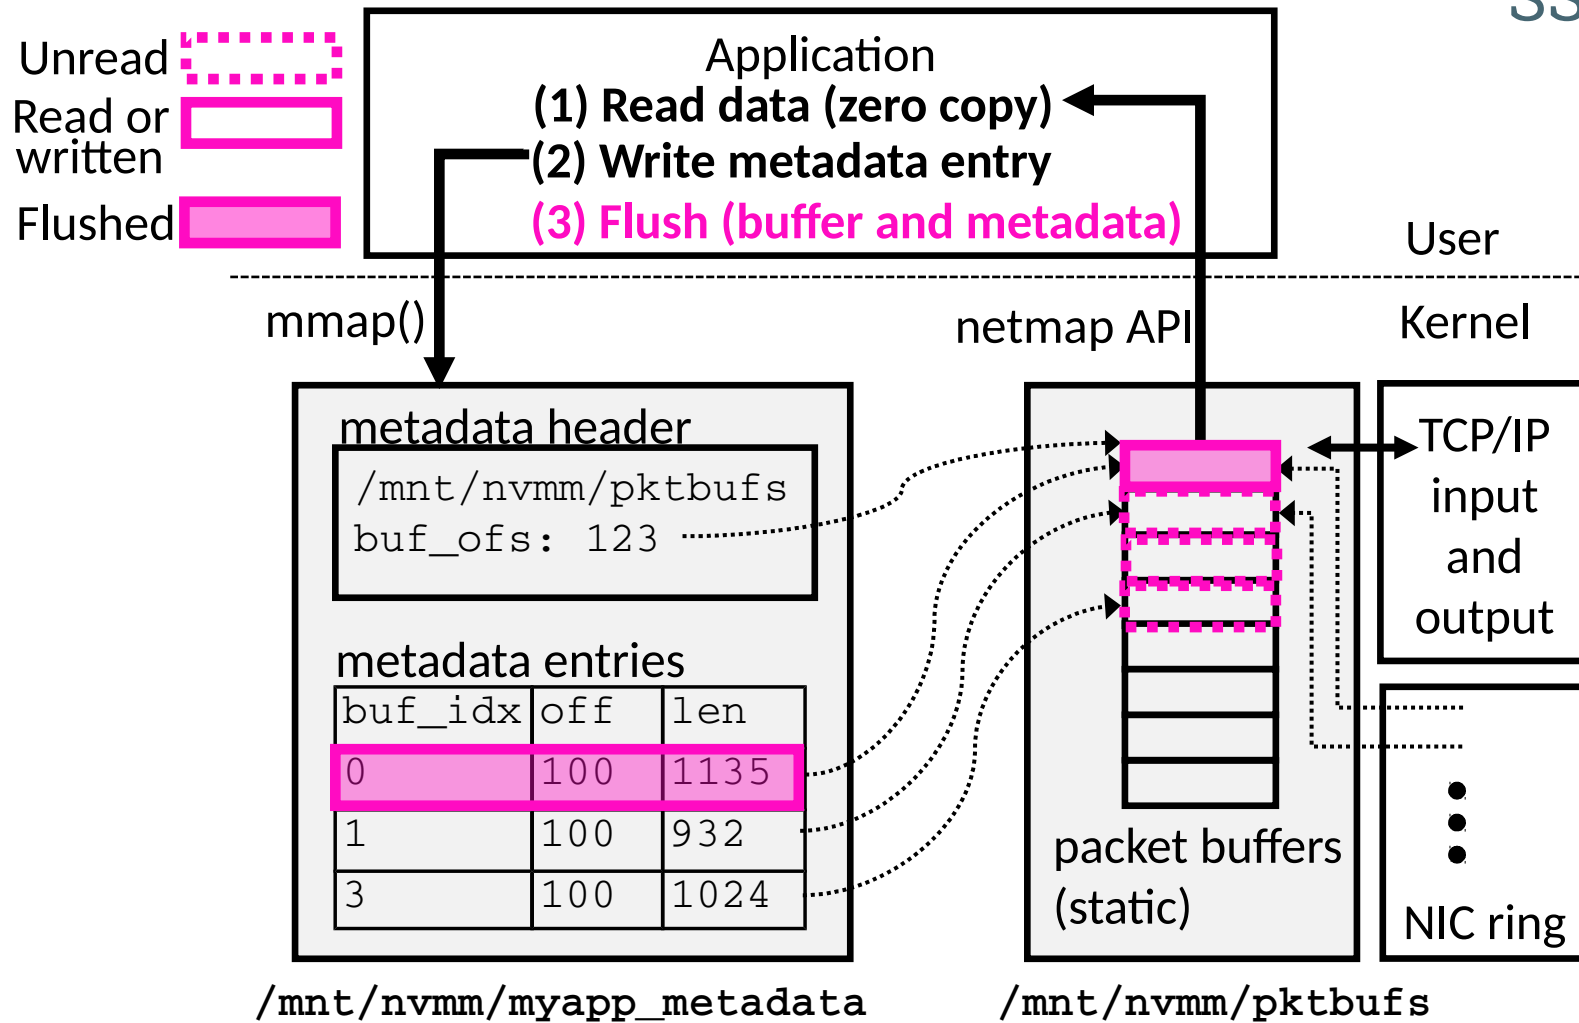 Unread
Read or
written
Flushed
Application
(1) Read data (zero copy)
(2) Write metadata entry
(3) Flush (buffer and metadata)
User
mmap()
netmap API
Kernel
metadata header
/mnt/nvmm/pktbufs
buf_ofs: 123
metadata entries
buf_idx off len
0 100 1135
1 100 932
3 100 1024
/mnt/nvmm/myapp_metadata
packet buffers
(static)
/mnt/nvmm/pktbufs
TCP/IP
input
and
output
NIC ring